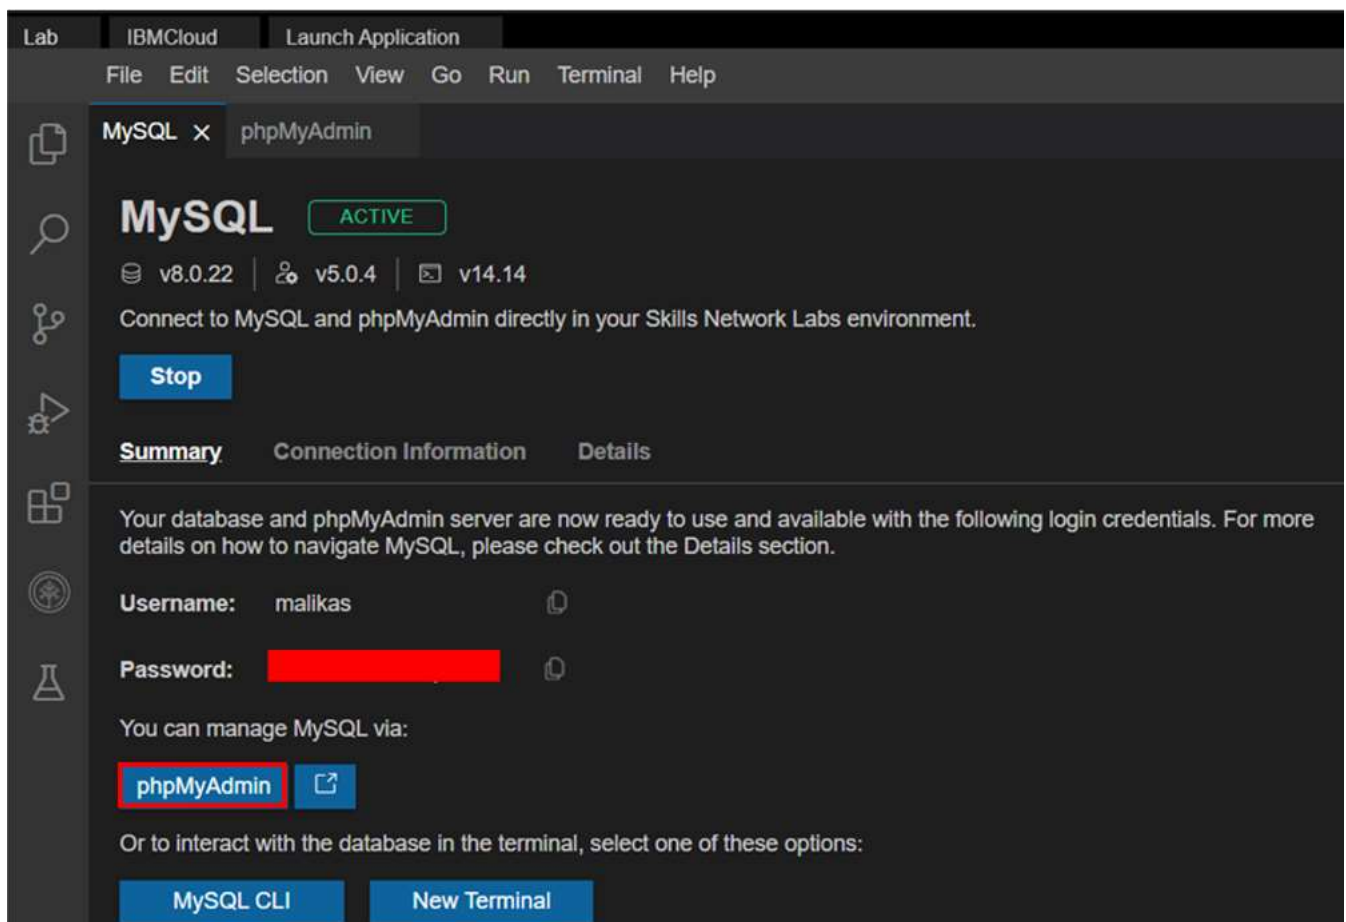 Lab IBMCloud Launch Application
File Edit Selection View Go Run Terminal Help
MySQL phpMyAdmin
MySQL ACTIVE
v8.0.22 v5.0.4 v14.14
Connect to MySQL and phpMyAdmin directly in your Skills Network Labs environment.
Stop
Summary Connection Information Details
Your database and phpMyAdmin server are now ready to use and available with the following login credentials. For more
details on how to navigate MySQL, please check out the Details section.
Username: malikas
Password:
You can manage MySQL via:
phpMyAdmin
Or to interact with the database in the terminal, select one of these options:
MySQL CLI New Terminal